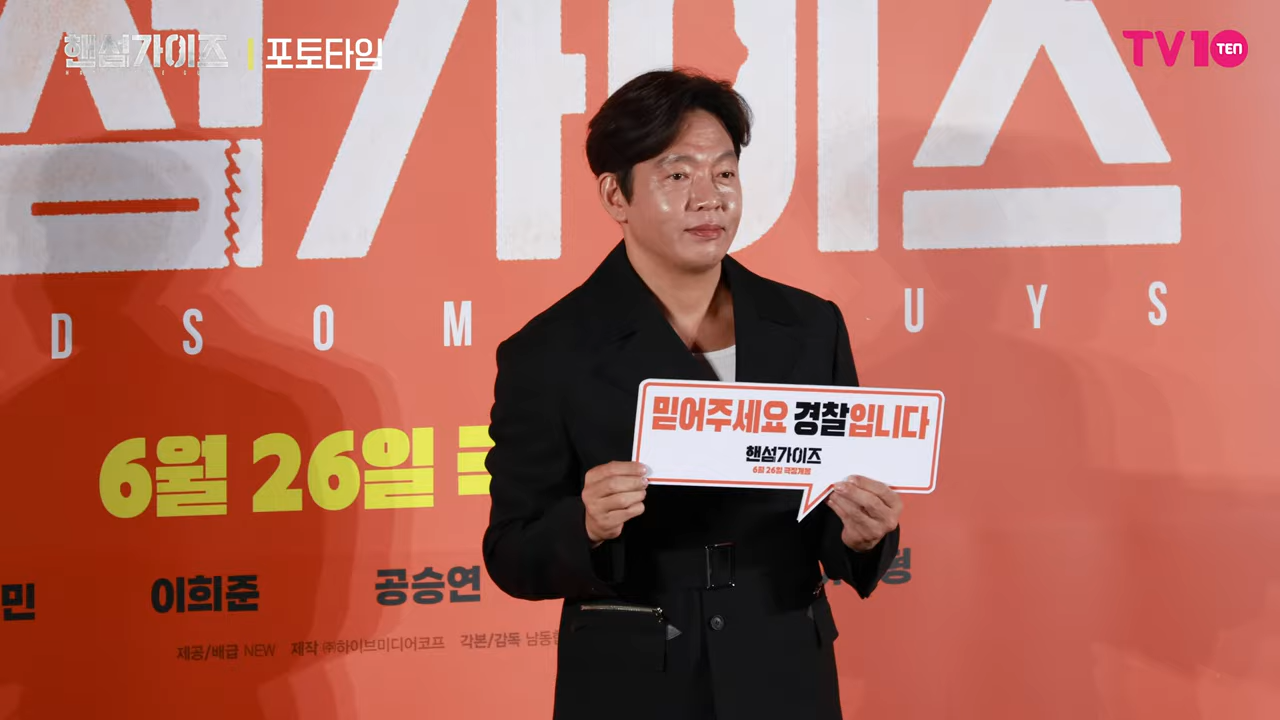 핸섬가이즈 | 포토타임
TV10 TEN
섬가이즈
DSOM UYS
6월 26일
민 이희준 공승연
제공/배급 NEW 제작 ㈜하이브미디어코프 각본/감독 남동협
믿어주세요 경찰입니다
핸섬가이즈
6월 26일 극장개봉